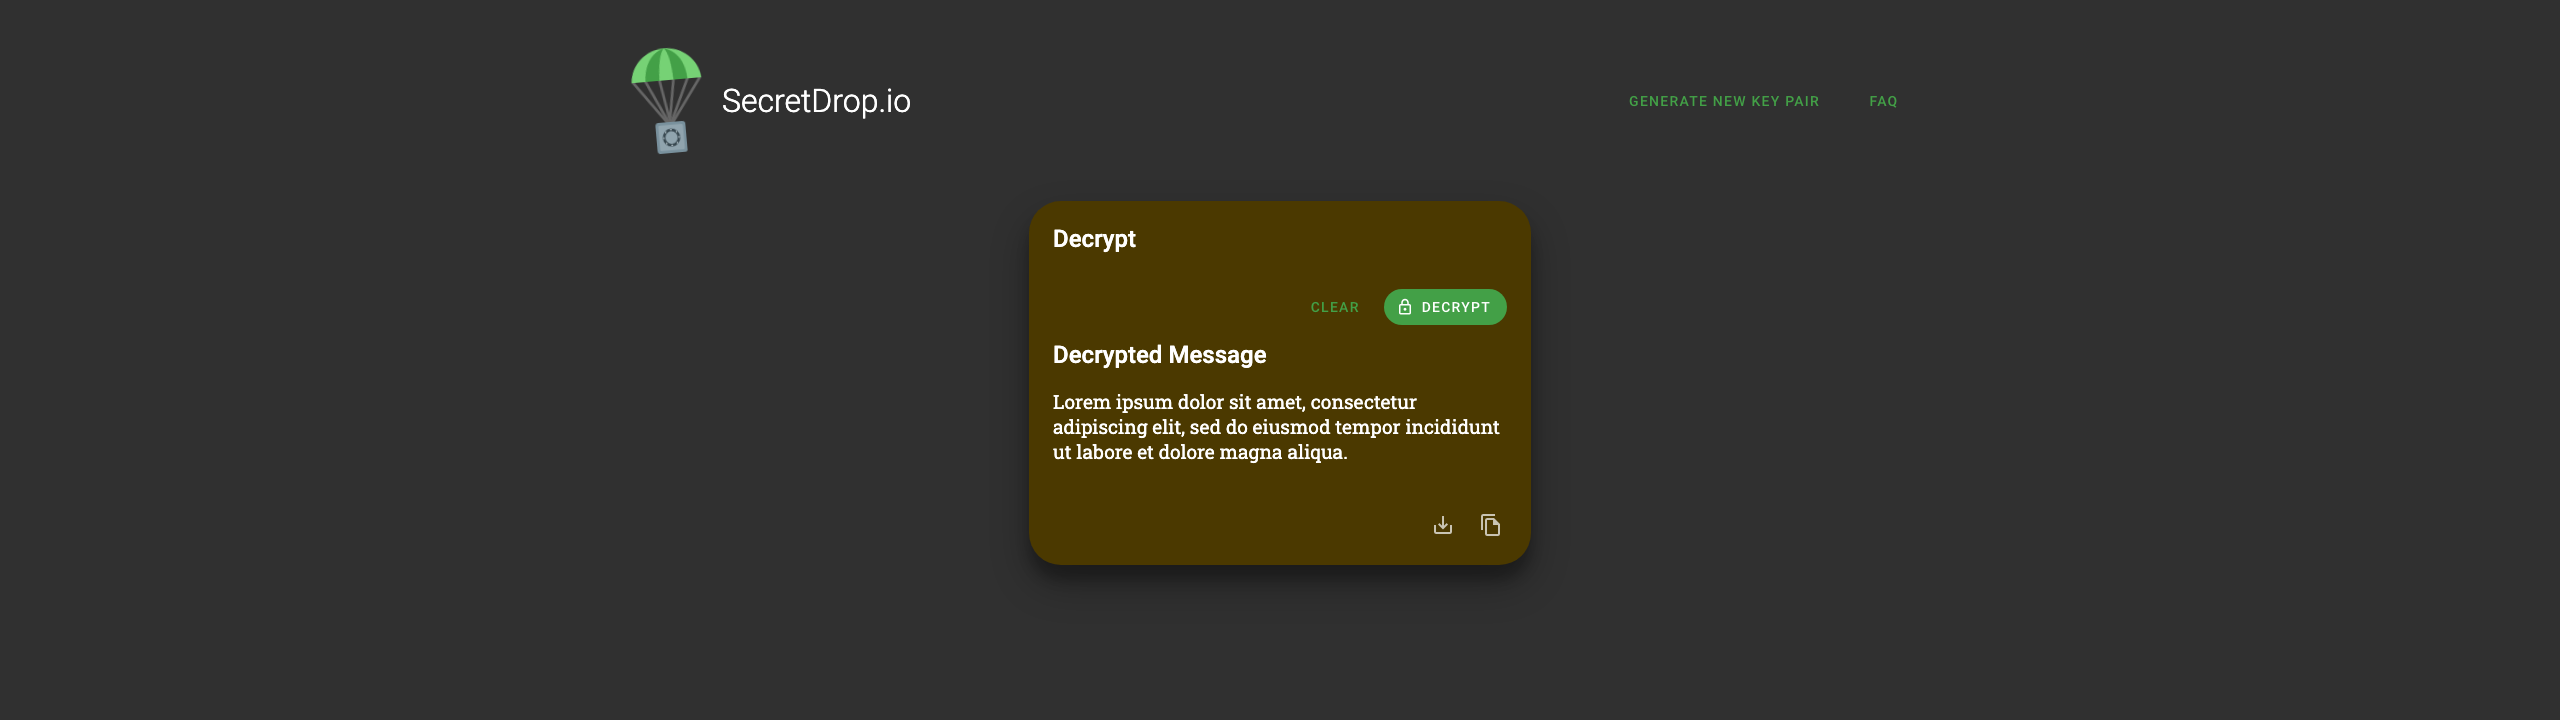 SecretDrop.io
GENERATE NEW KEY PAIR
FAQ
Decrypt
CLEAR
DECRYPT
Decrypted Message
Lorem ipsum dolor sit amet, consectetur
adipiscing elit, sed do eiusmod tempor incididunt
ut labore et dolore magna aliqua.